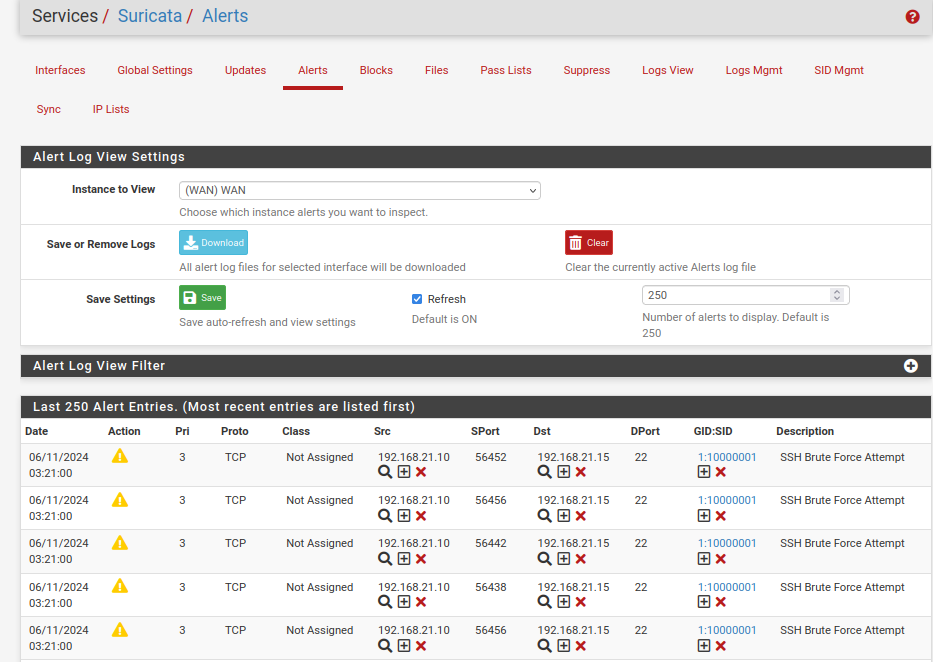 Services / Suricata / Alerts
Interfaces Global Settings Updates Alerts Blocks Files Pass Lists Suppress Logs View Logs Mgmt SID Mgmt
Sync IP Lists
Alert Log View Settings
Instance to View (WAN) WAN
Choose which instance alerts you want to inspect.
Save or Remove Logs Download Clear
All alert log files for selected interface will be downloaded Clear the currently active Alerts log file
Save Settings Save Refresh 250
Save auto-refresh and view settings Default is ON Number of alerts to display. Default is
250
Alert Log View Filter
Last 250 Alert Entries. (Most recent entries are listed first)
Date Action Pri Proto Class Src SPort Dst DPort GID:SID Description
06/11/2024 3 TCP Not Assigned 192.168.21.10 56452 192.168.21.15 22 1:10000001 SSH Brute Force Attempt
03:21:00
06/11/2024 3 TCP Not Assigned 192.168.21.10 56456 192.168.21.15 22 1:10000001 SSH Brute Force Attempt
03:21:00
06/11/2024 3 TCP Not Assigned 192.168.21.10 56442 192.168.21.15 22 1:10000001 SSH Brute Force Attempt
03:21:00
06/11/2024 3 TCP Not Assigned 192.168.21.10 56438 192.168.21.15 22 1:10000001 SSH Brute Force Attempt
03:21:00
06/11/2024 3 TCP Not Assigned 192.168.21.10 56456 192.168.21.15 22 1:10000001 SSH Brute Force Attempt
03:21:00